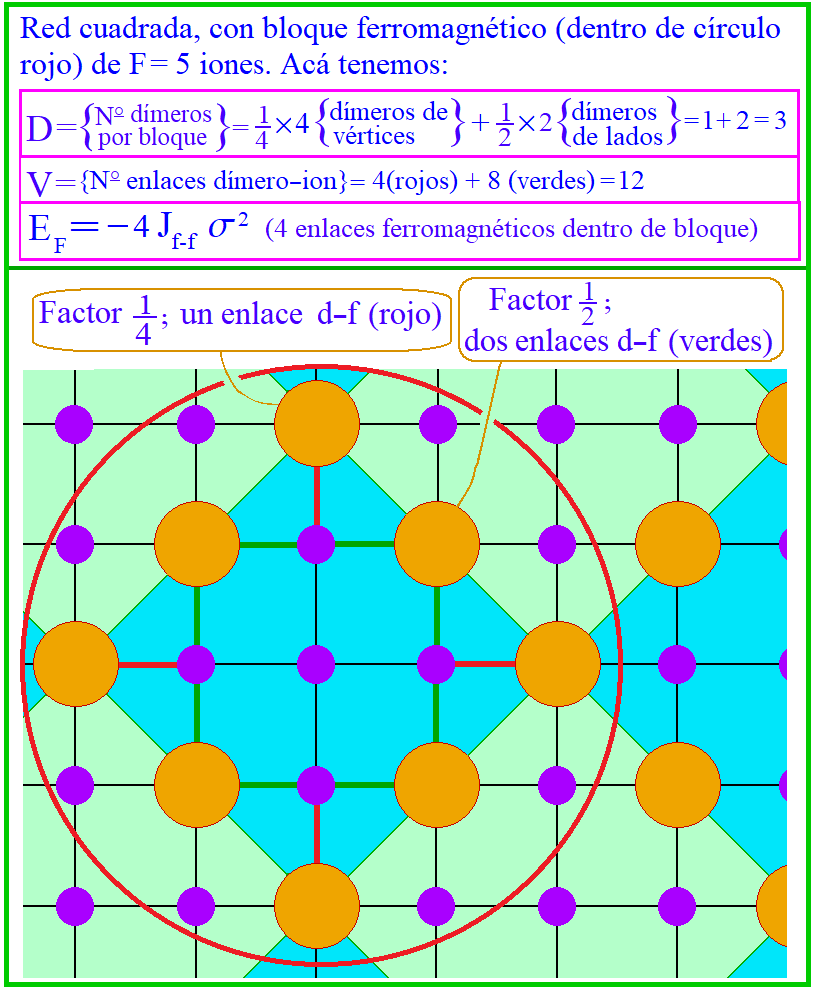 Red cuadrada, con bloque ferromagnético (dentro de círculo
rojo) de F= 5 iones. Acá tenemos:
D={Nº dímeros por bloque}=1/4×4{dímeros de vértices}+1/2×2{dímeros de lados}=1+2=3
V={Nº enlaces dímero–ion}= 4(rojos) + 8 (verdes)=12
E_F=−4 J_f-f σ² (4 enlaces ferromagnéticos dentro de bloque)
Factor 1/4; un enlace d–f (rojo)
Factor 1/2;
dos enlaces d–f (verdes)